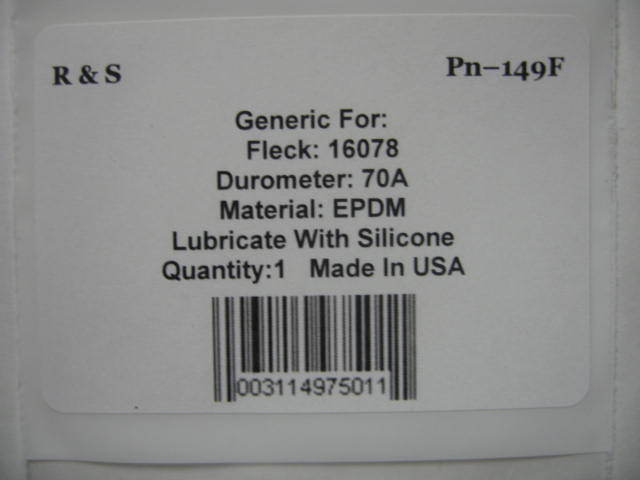 R & S
Pn-149F
Generic For:
Fleck: 16078
Durometer: 70A
Material: EPDM
Lubricate With Silicone
Quantity:1 Made In USA
003114975011